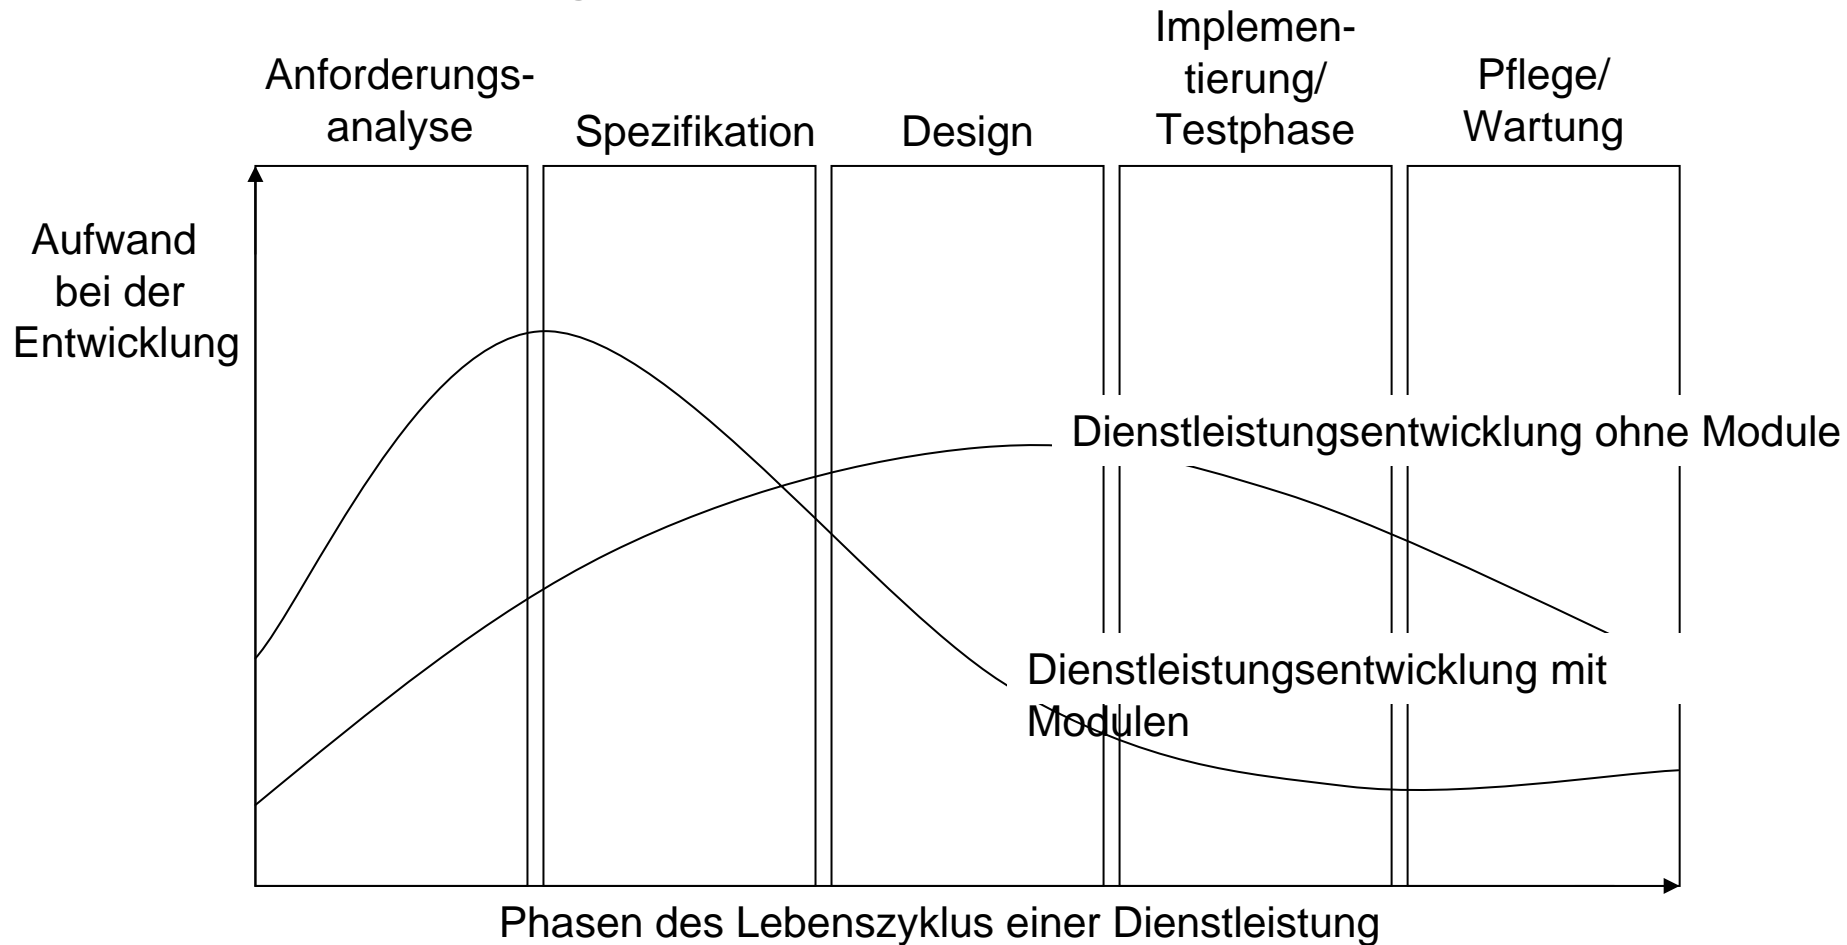 Anforderungs-
analyse
Spezifikation
Design
Implemen-
tierung/
Testphase
Pflege/
Wartung
Aufwand
bei der
Entwicklung
Dienstleistungsentwicklung ohne Module
Dienstleistungsentwicklung mit
Modulen
Phasen des Lebenszyklus einer Dienstleistung